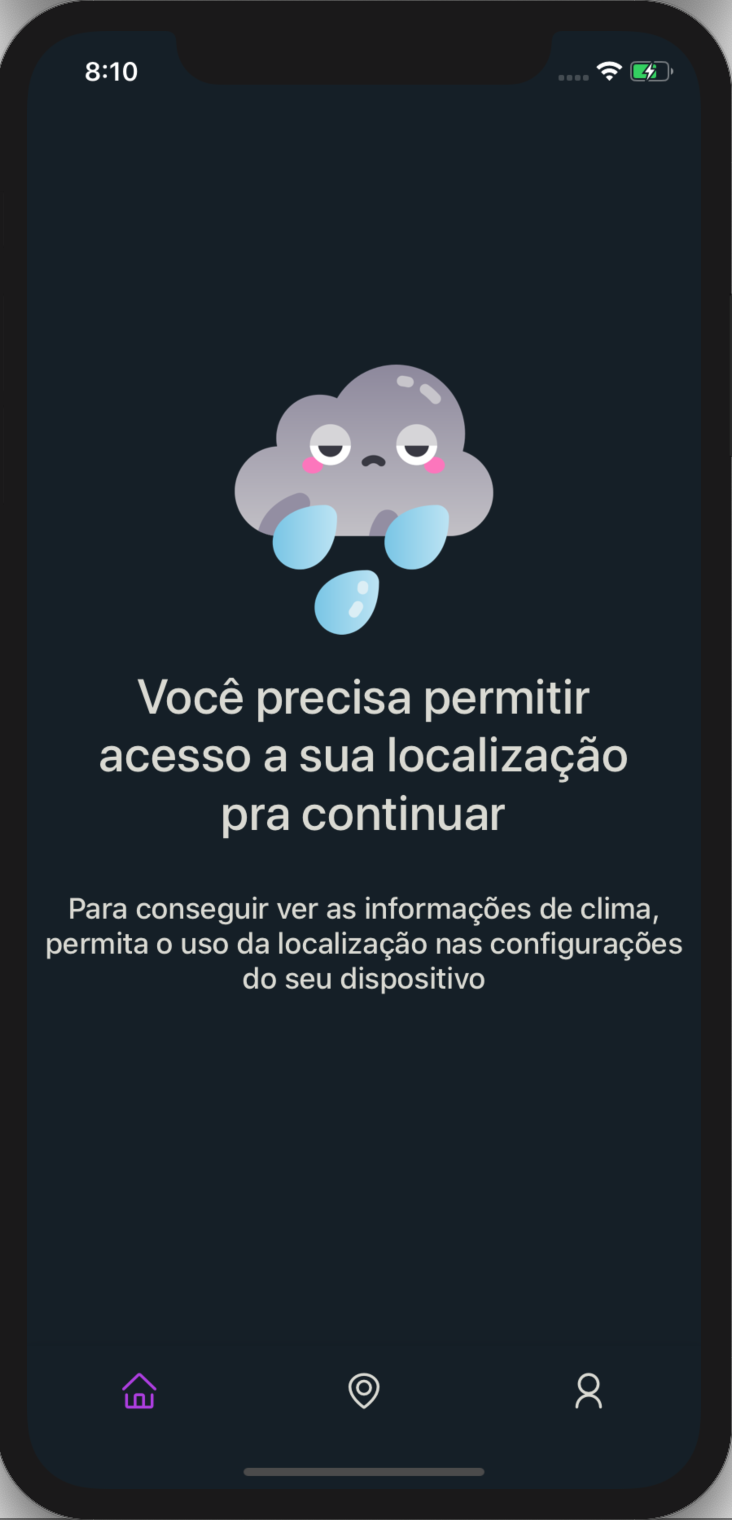 8:10
Você precisa permitir
acesso a sua localização
pra continuar
Para conseguir ver as informações de clima,
permita o uso da localização nas configurações
do seu dispositivo